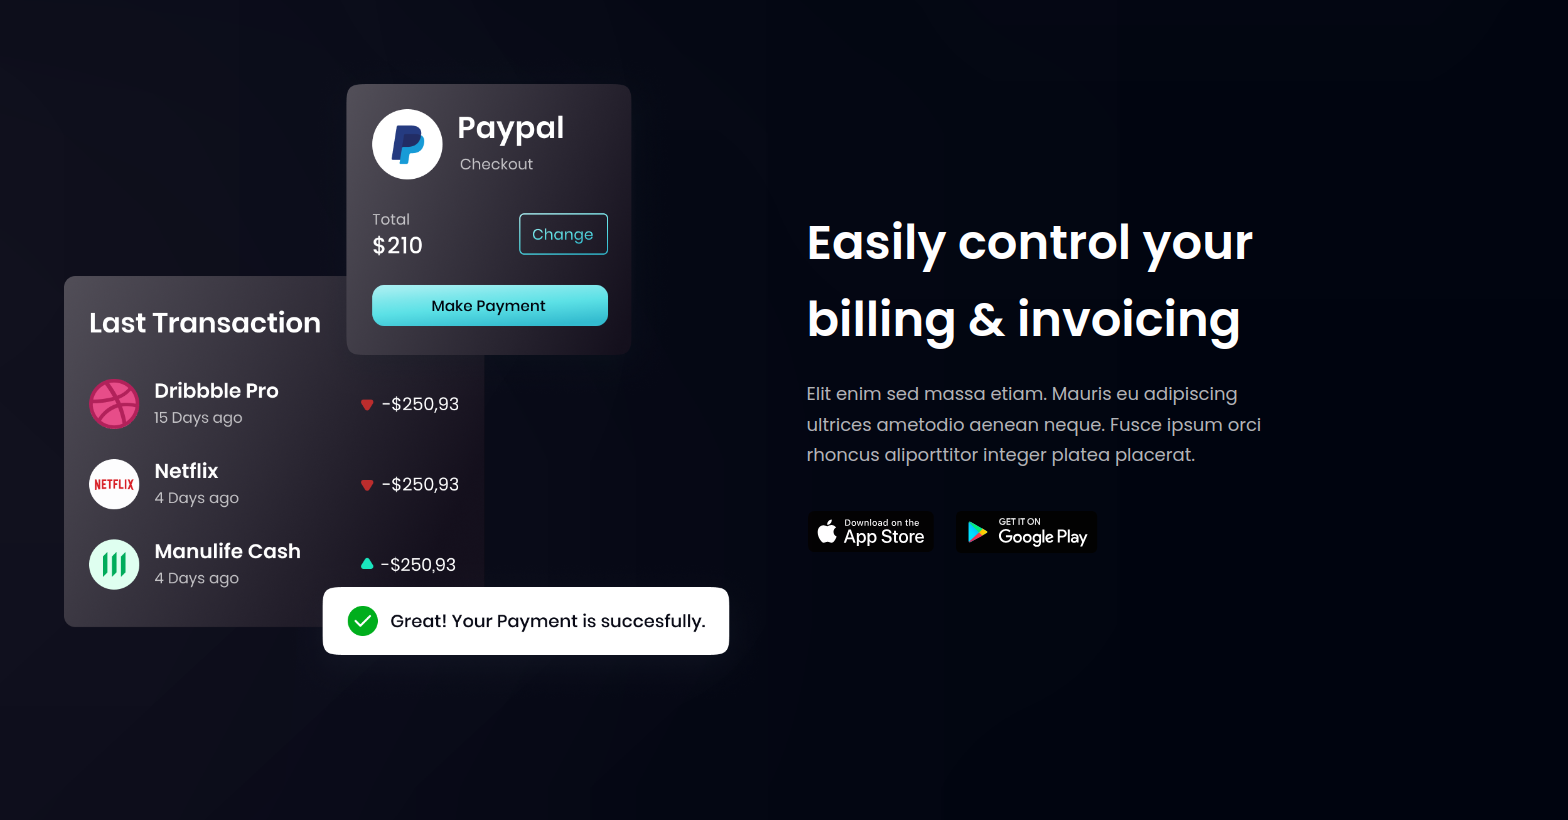 Paypal
Checkout
Total
$210
Change
Make Payment
Last Transaction
Dribbble Pro
15 Days ago
-$250,93
NETFLIX
Netflix
4 Days ago
-$250,93
Manulife Cash
4 Days ago
-$250,93
Great! Your Payment is succesfully.
Easily control your
billing & invoicing
Elit enim sed massa etiam. Mauris eu adipiscing
ultrices ametodio aenean neque. Fusce ipsum orci
rhoncus aliporttitor integer platea placerat.
Download on the
App Store
GET IT ON
Google Play